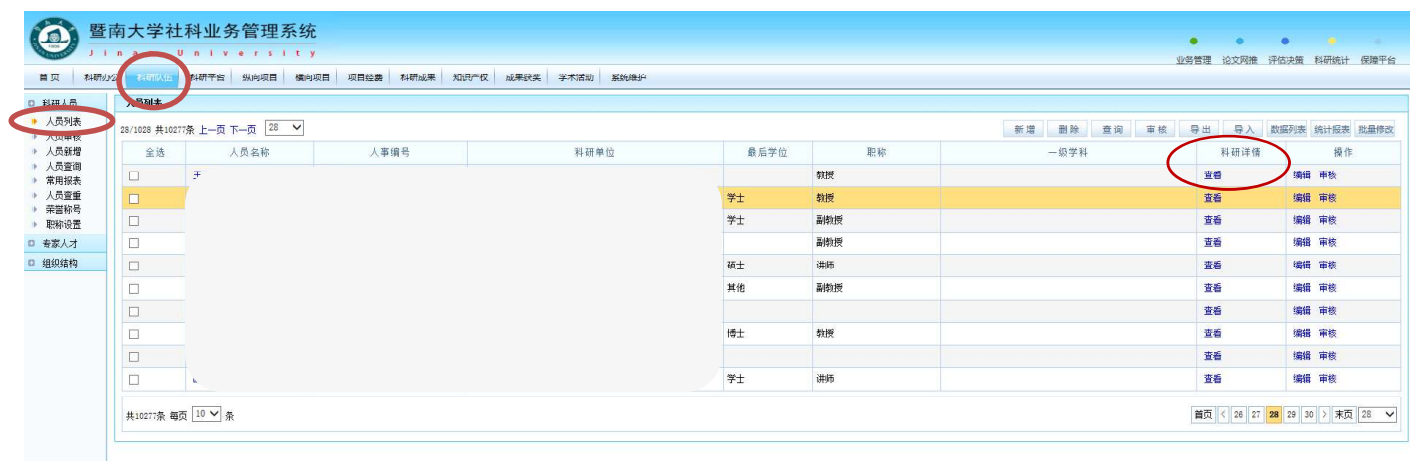 暨南大学社科业务管理系统
Jinan University
业务管理 论文网推 评估决策 科研统计 保障平台
首页 科研办公 科研队伍 科研平台 纵向项目 横向项目 项目经费 科研成果 知识产权 成果获奖 学术活动 系统维护
科研人员
人员列表
人员审核
人员新增
人员查询
常用报表
人员查重
荣誉称号
职称设置
专家人才
组织结构
人员列表
28/1028 共10277条 上一页 下一页 28
新增 删除 查询 审核 导出 导入 数据列表 统计报表 批量修改
全选 人员名称 人事编号 科研单位 最后学位 职称 一级学科 科研详情 操作
教授 查看 编辑 审核
学士 教授 查看 编辑 审核
学士 副教授 查看 编辑 审核
副教授 查看 编辑 审核
硕士 讲师 查看 编辑 审核
其他 副教授 查看 编辑 审核
查看 编辑 审核
博士 教授 查看 编辑 审核
查看 编辑 审核
学士 讲师 查看 编辑 审核
共10277条 每页 10 条
首页 < 26 27 28 29 30 > 末页 28